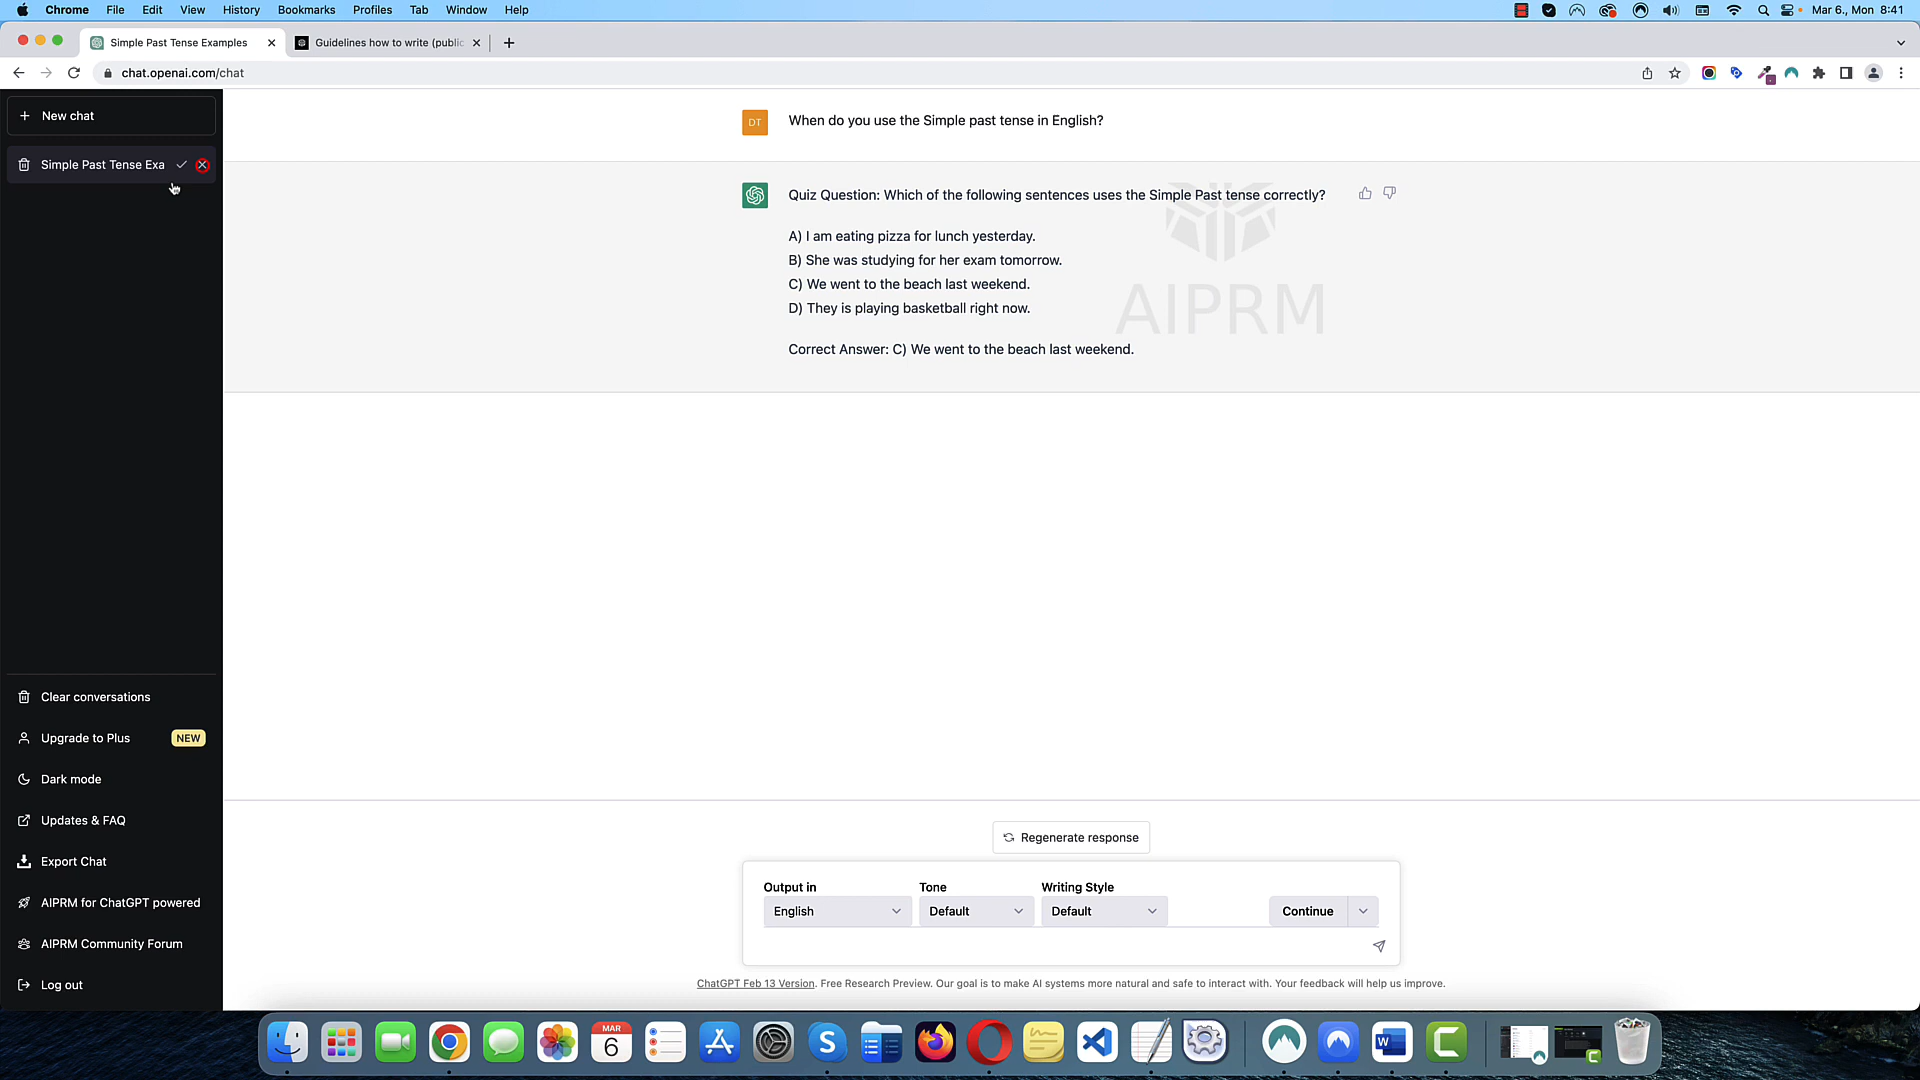 Chrome File Edit View History Bookmarks Profiles Tab Window Help Mar 6., Mon 8:41
Simple Past Tense Examples Guidelines how to write (public
chat.openai.com/chat
New chat
Simple Past Tense Exa
DT When do you use the Simple past tense in English?
Quiz Question: Which of the following sentences uses the Simple Past tense correctly?
A) I am eating pizza for lunch yesterday.
B) She was studying for her exam tomorrow.
C) We went to the beach last weekend.
D) They is playing basketball right now.
AIPRM
Correct Answer: C) We went to the beach last weekend.
Clear conversations
Upgrade to Plus NEW
Dark mode
Updates & FAQ
Export Chat
AIPRM for ChatGPT powered
AIPRM Community Forum
Log out
Regenerate response
Output in Tone Writing Style
English Default Default Continue
ChatGPT Feb 13 Version. Free Research Preview. Our goal is to make AI systems more natural and safe to interact with. Your feedback will help us improve.
MAR
6